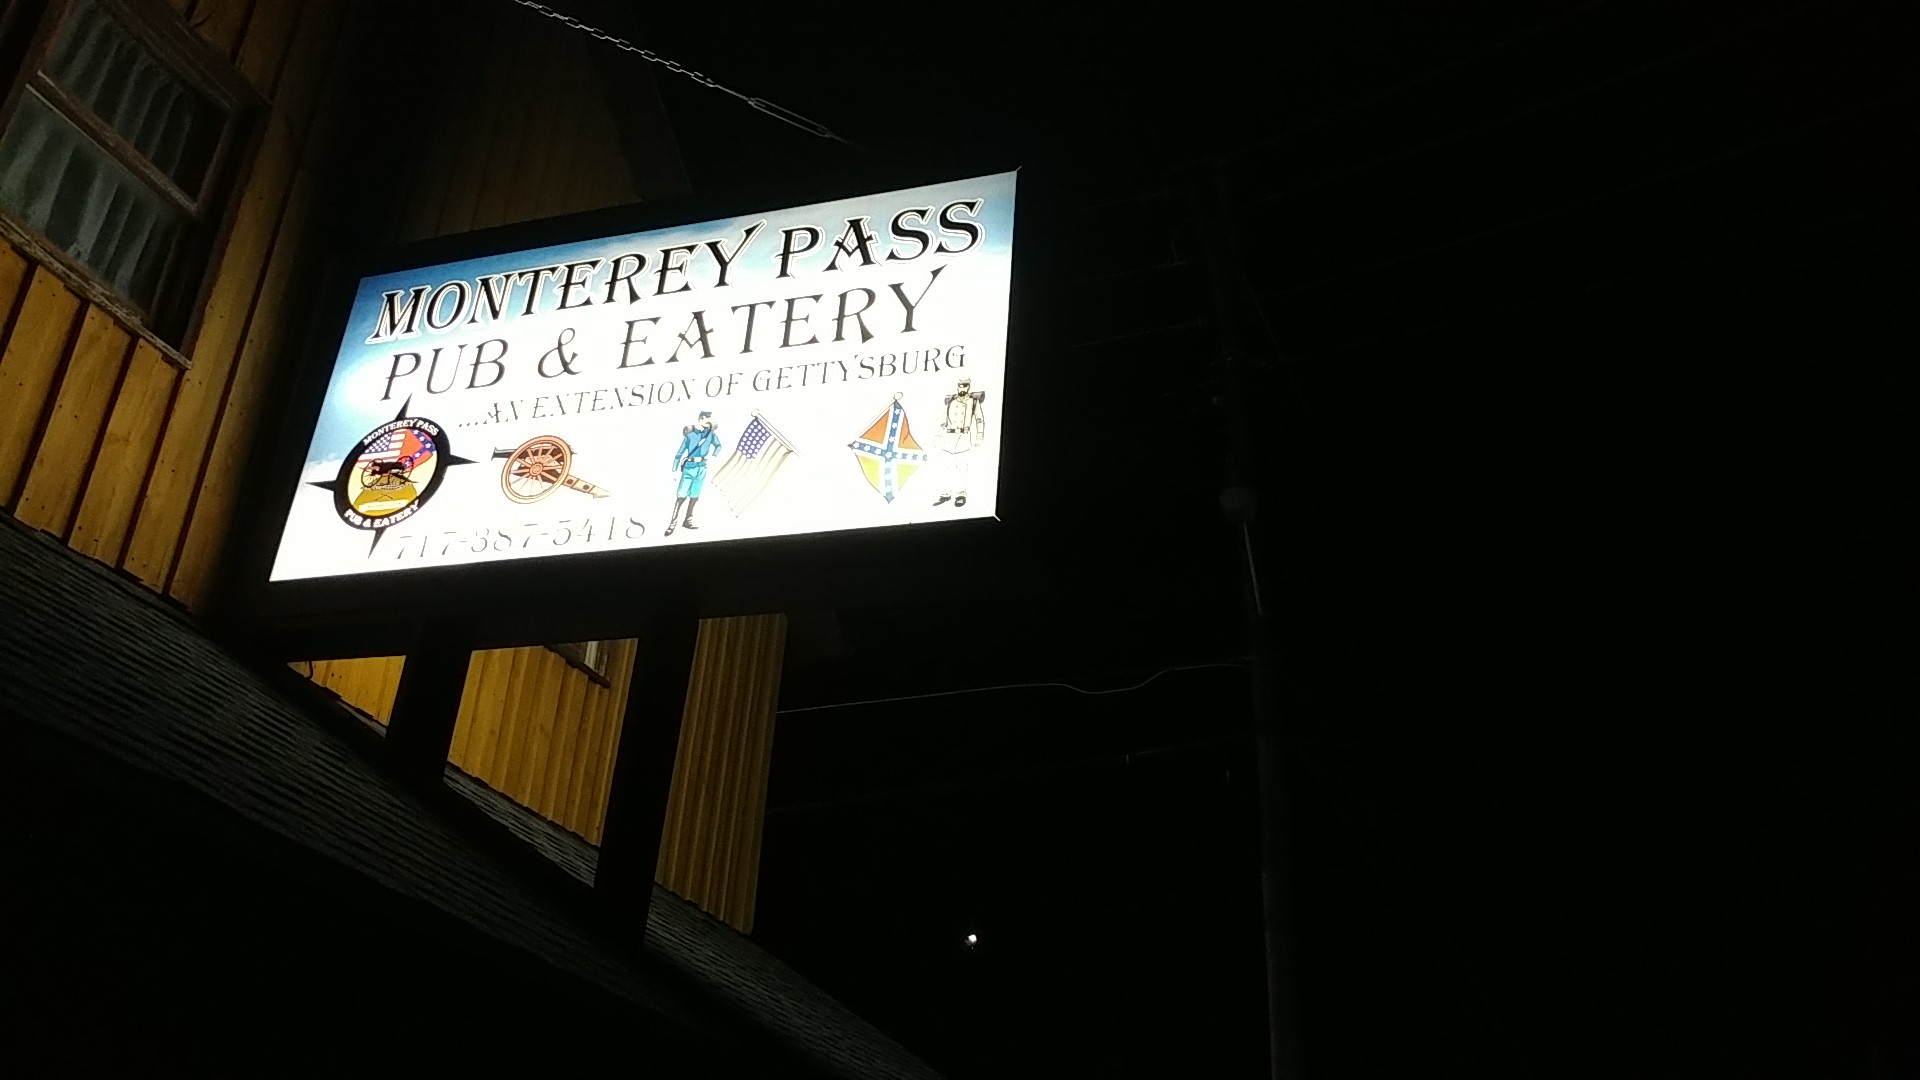 MONTEREY PASS
PUB & EATERY
...AN EXTENSION OF GETTYSBURG
MONTEREY PASS
PUB & EATERY
717-387-5418